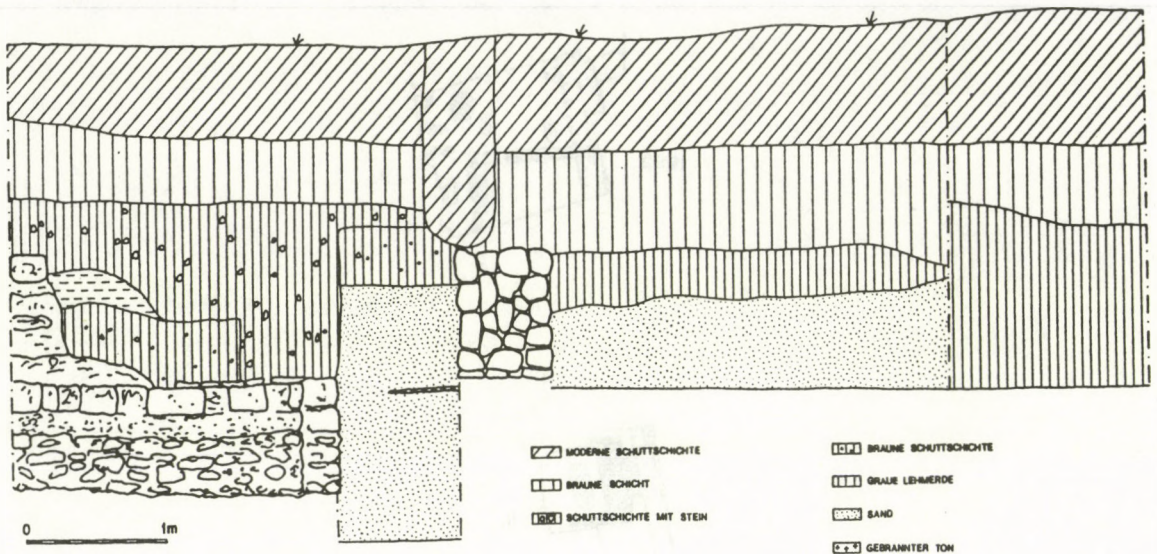 MODERNE SCHUTTSCHICHTE
BRAUNE SCHICHT
SCHUTTSCHICHTE MIT STEIN
BRAUNE SCHUTTSCHICHTE
GRAUE LEHMERDE
SAND
GEBRANNTER TON
0 1m